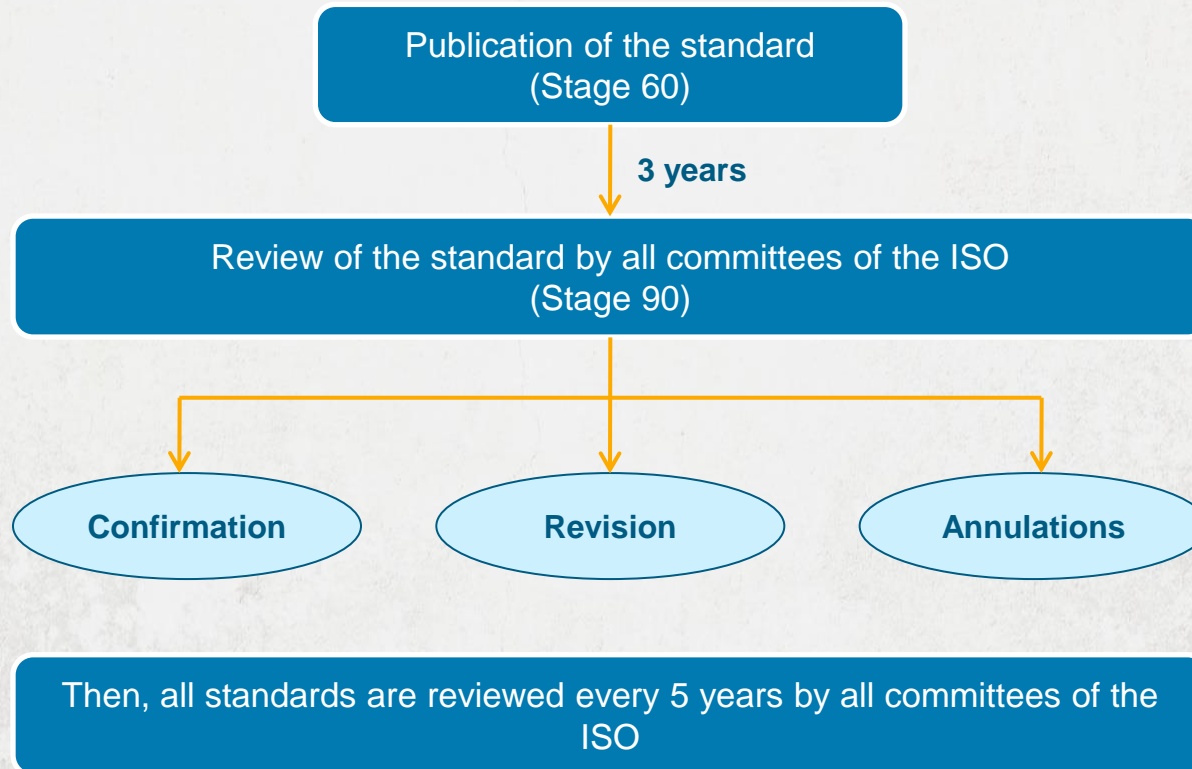 Publication of the standard
(Stage 60)
3 years
Review of the standard by all committees of the ISO
(Stage 90)
Confirmation
Revision
Annulations
Then, all standards are reviewed every 5 years by all committees of the
ISO